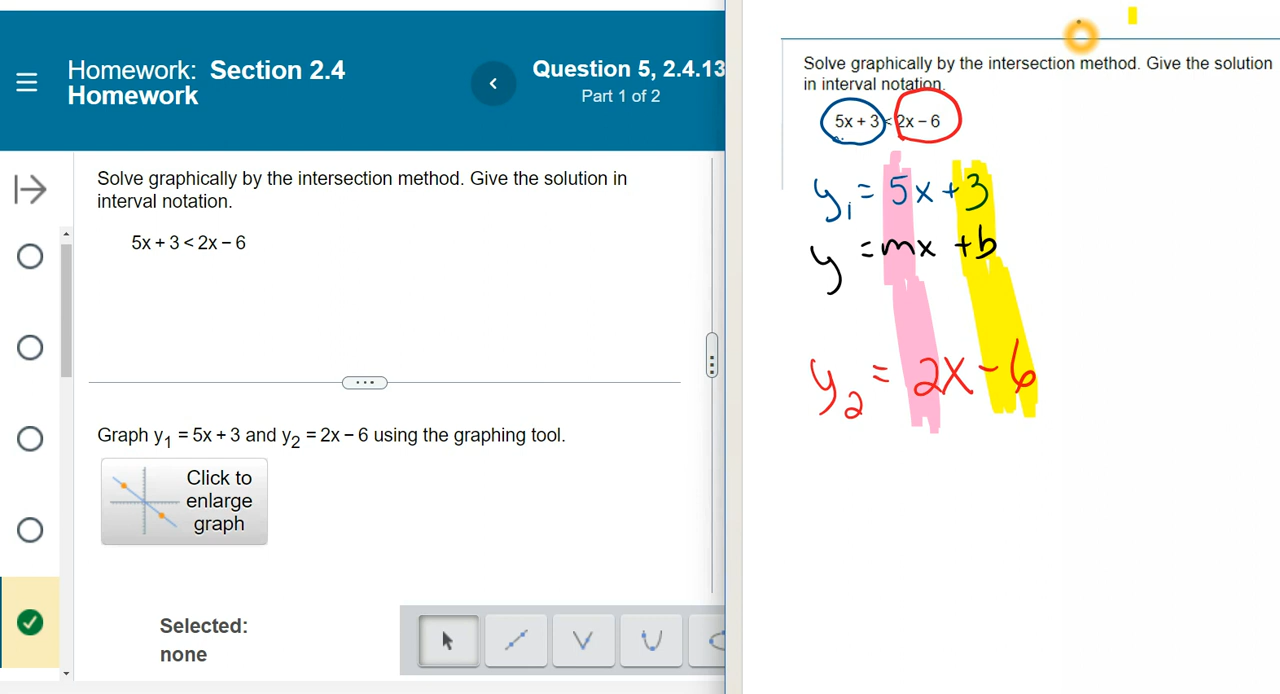 Homework: Section 2.4
Homework
Question 5, 2.4.13
Part 1 of 2
Solve graphically by the intersection method. Give the solution in
interval notation.
5x + 3 < 2x − 6
Graph y₁ = 5x + 3 and y₂ = 2x − 6 using the graphing tool.
Click to
enlarge
graph
Selected:
none
Solve graphically by the intersection method. Give the solution
in interval notation.
5x + 3 < 2x − 6
y₁ = 5x + 3
y = mx + b
y₂ = 2x − 6